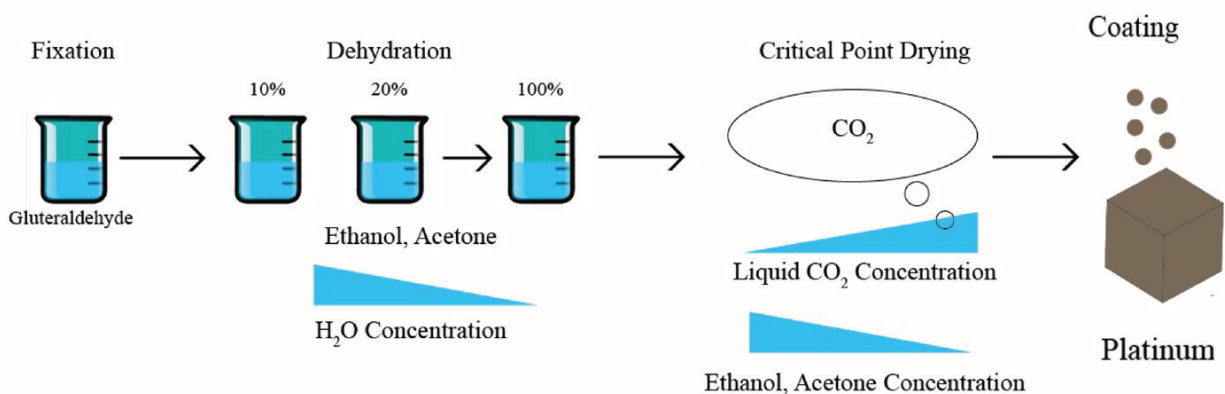 Fixation
Gluteraldehyde
Dehydration
10%
20%
100%
Ethanol, Acetone
H₂O Concentration
Critical Point Drying
CO₂
Liquid CO₂ Concentration
Ethanol, Acetone Concentration
Coating
Platinum